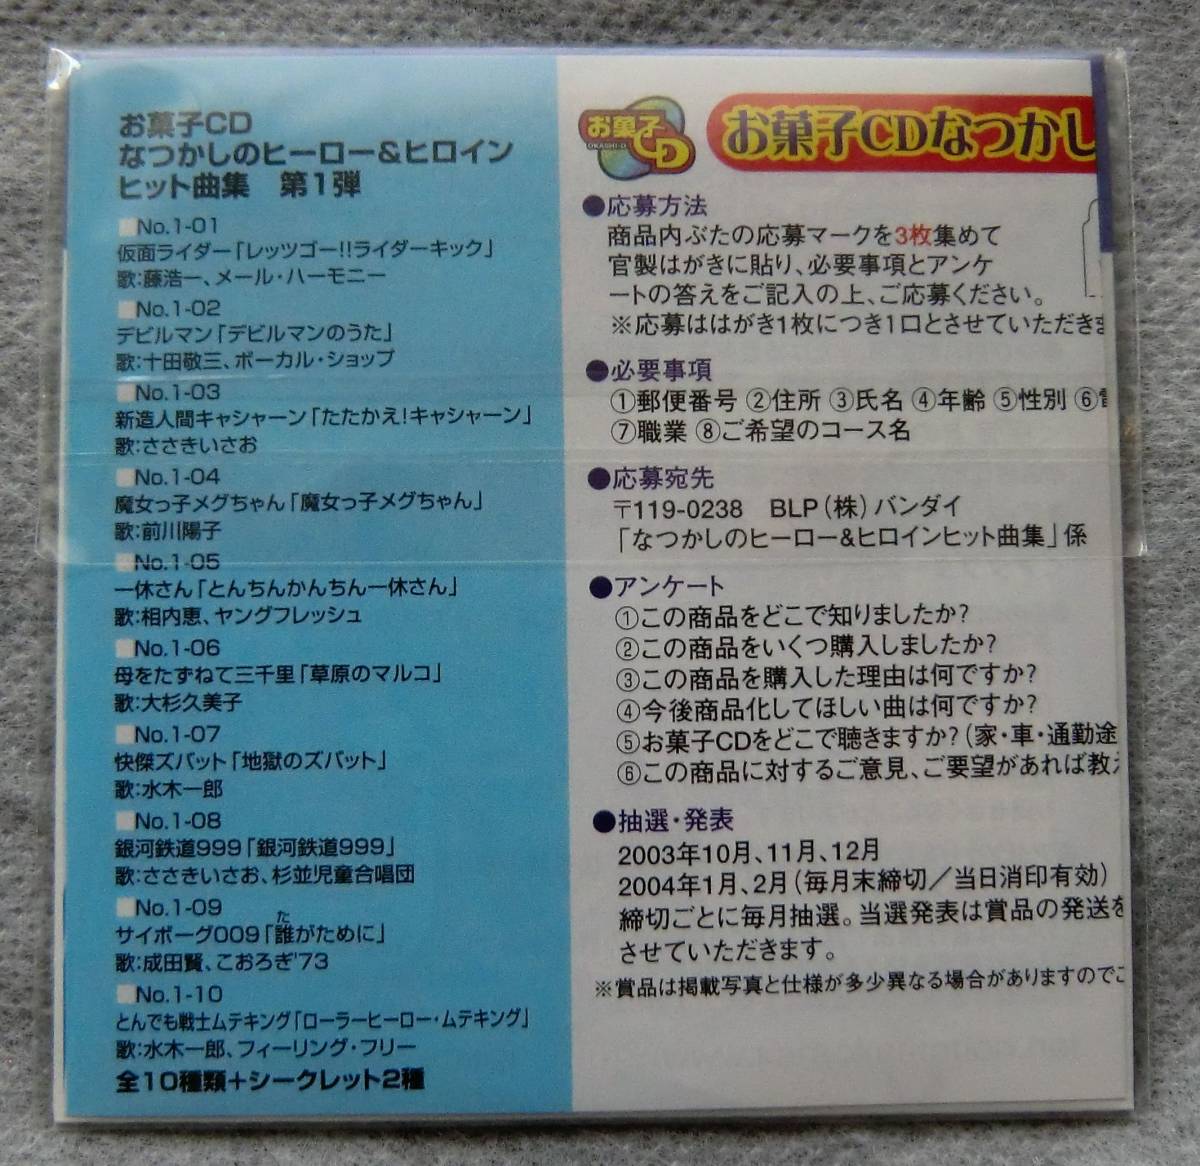 お菓子CD
なつかしのヒーロー&ヒロイン
ヒット曲集　第1弾
■No.1-01
仮面ライダー「レッツゴー!!ライダーキック」
歌:藤浩一、メール・ハーモニー
■No.1-02
デビルマン「デビルマンのうた」
歌:十田敬三、ボーカル・ショップ
■No.1-03
新造人間キャシャーン「たたかえ!キャシャーン」
歌:ささきいさお
■No.1-04
魔女っ子メグちゃん「魔女っ子メグちゃん」
歌:前川陽子
■No.1-05
一休さん「とんちんかんちん一休さん」
歌:相内恵、ヤングフレッシュ
■No.1-06
母をたずねて三千里「草原のマルコ」
歌:大杉久美子
■No.1-07
快傑ズバット「地獄のズバット」
歌:水木一郎
■No.1-08
銀河鉄道999「銀河鉄道999」
歌:ささきいさお、杉並児童合唱団
■No.1-09
た
サイボーグ009「誰がために」
歌:成田賢、こおろぎ'73
■No.1-10
とんでも戦士ムテキング「ローラーヒーロー・ムテキング」
歌:水木一郎、フィーリング・フリー
全10種類+シークレット2種
お菓子
OKASHI-D
CD
お菓子CDなつかし
●応募方法
商品内ぶたの応募マークを3枚集めて
官製はがきに貼り、必要事項とアンケ
ートの答えをご記入の上、ご応募ください。
※応募ははがき1枚につき1口とさせていただきま
●必要事項
①郵便番号 ②住所 ③氏名 ④年齢 ⑤性別 ⑥
⑦職業 ⑧ご希望のコース名
●応募宛先
〒119-0238　BLP(株)バンダイ
「なつかしのヒーロー&ヒロインヒット曲集」係
●アンケート
①この商品をどこで知りましたか?
②この商品をいくつ購入しましたか?
③この商品を購入した理由は何ですか?
④今後商品化してほしい曲は何ですか?
⑤お菓子CDをどこで聴きますか?(家・車・通勤途
⑥この商品に対するご意見、ご要望があれば教え
●抽選・発表
2003年10月、11月、12月
2004年1月、2月(毎月末締切/当日消印有効)
締切ごとに毎月抽選。当選発表は賞品の発送を
させていただきます。
※賞品は掲載写真と仕様が多少異なる場合がありますのでご